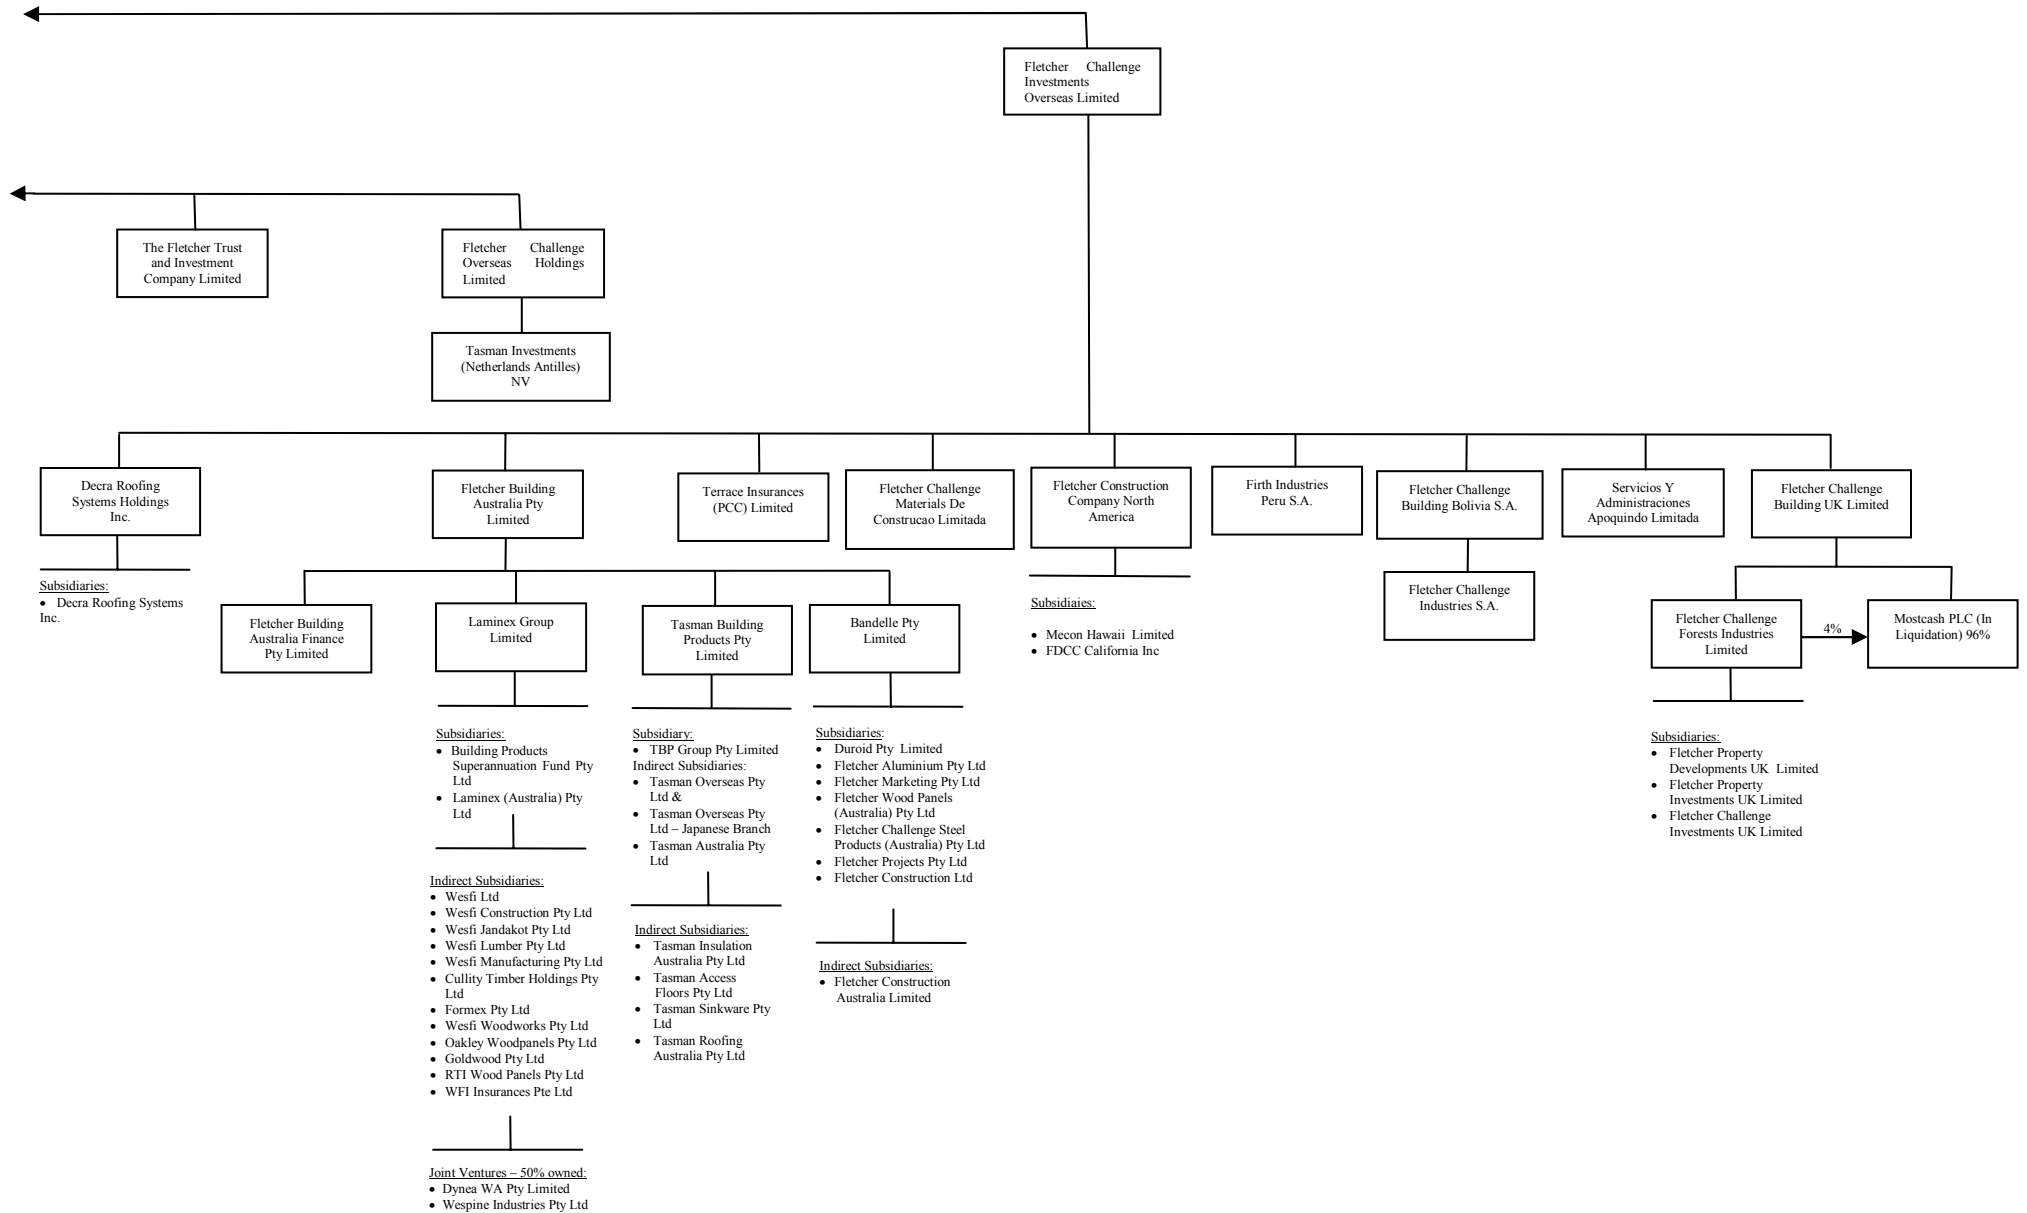 Fletcher Challenge
Investments
Overseas Limited
The Fletcher Trust
and Investment
Company Limited
Fletcher Challenge
Overseas Holdings
Limited
Tasman Investments
(Netherlands Antilles)
NV
Decra Roofing
Systems Holdings
Inc.
Fletcher Building
Australia Pty
Limited
Terrace Insurances
(PCC) Limited
Fletcher Challenge
Materials De
Construcao Limitada
Fletcher Construction
Company North
America
Firth Industries
Peru S.A.
Fletcher Challenge
Building Bolivia S.A.
Servicios Y
Administraciones
Apoquindo Limitada
Fletcher Challenge
Building UK Limited
Subsidiaries:
• Decra Roofing Systems
Inc.
Fletcher Building
Australia Finance
Pty Limited
Laminex Group
Limited
Tasman Building
Products Pty
Limited
Bandelle Pty
Limited
Subsidiaies:
• Mecon Hawaii Limited
• FDCC California Inc
Fletcher Challenge
Industries S.A.
Fletcher Challenge
Forests Industries
Limited
4%
Mostcash PLC (In
Liquidation) 96%
Subsidiaries:
• Building Products
Superannuation Fund Pty
Ltd
• Laminex (Australia) Pty
Ltd
Indirect Subsidiaries:
• Wesfi Ltd
• Wesfi Construction Pty Ltd
• Wesfi Jandakot Pty Ltd
• Wesfi Lumber Pty Ltd
• Wesfi Manufacturing Pty Ltd
• Cullity Timber Holdings Pty
Ltd
• Formex Pty Ltd
• Wesfi Woodworks Pty Ltd
• Oakley Woodpanels Pty Ltd
• Goldwood Pty Ltd
• RTI Wood Panels Pty Ltd
• WFI Insurances Pte Ltd
Joint Ventures – 50% owned:
• Dynea WA Pty Limited
• Wespine Industries Pty Ltd
Subsidiary:
• TBP Group Pty Limited
Indirect Subsidiaries:
• Tasman Overseas Pty
Ltd &
• Tasman Overseas Pty
Ltd – Japanese Branch
• Tasman Australia Pty
Ltd
Indirect Subsidiaries:
• Tasman Insulation
Australia Pty Ltd
• Tasman Access
Floors Pty Ltd
• Tasman Sinkware Pty
Ltd
• Tasman Roofing
Australia Pty Ltd
Subsidiaries:
• Duroid Pty Limited
• Fletcher Aluminium Pty Ltd
• Fletcher Marketing Pty Ltd
• Fletcher Wood Panels
(Australia) Pty Ltd
• Fletcher Challenge Steel
Products (Australia) Pty Ltd
• Fletcher Projects Pty Ltd
• Fletcher Construction Ltd
Indirect Subsidiaries:
• Fletcher Construction
Australia Limited
Subsidiaries:
• Fletcher Property
Developments UK Limited
• Fletcher Property
Investments UK Limited
• Fletcher Challenge
Investments UK Limited